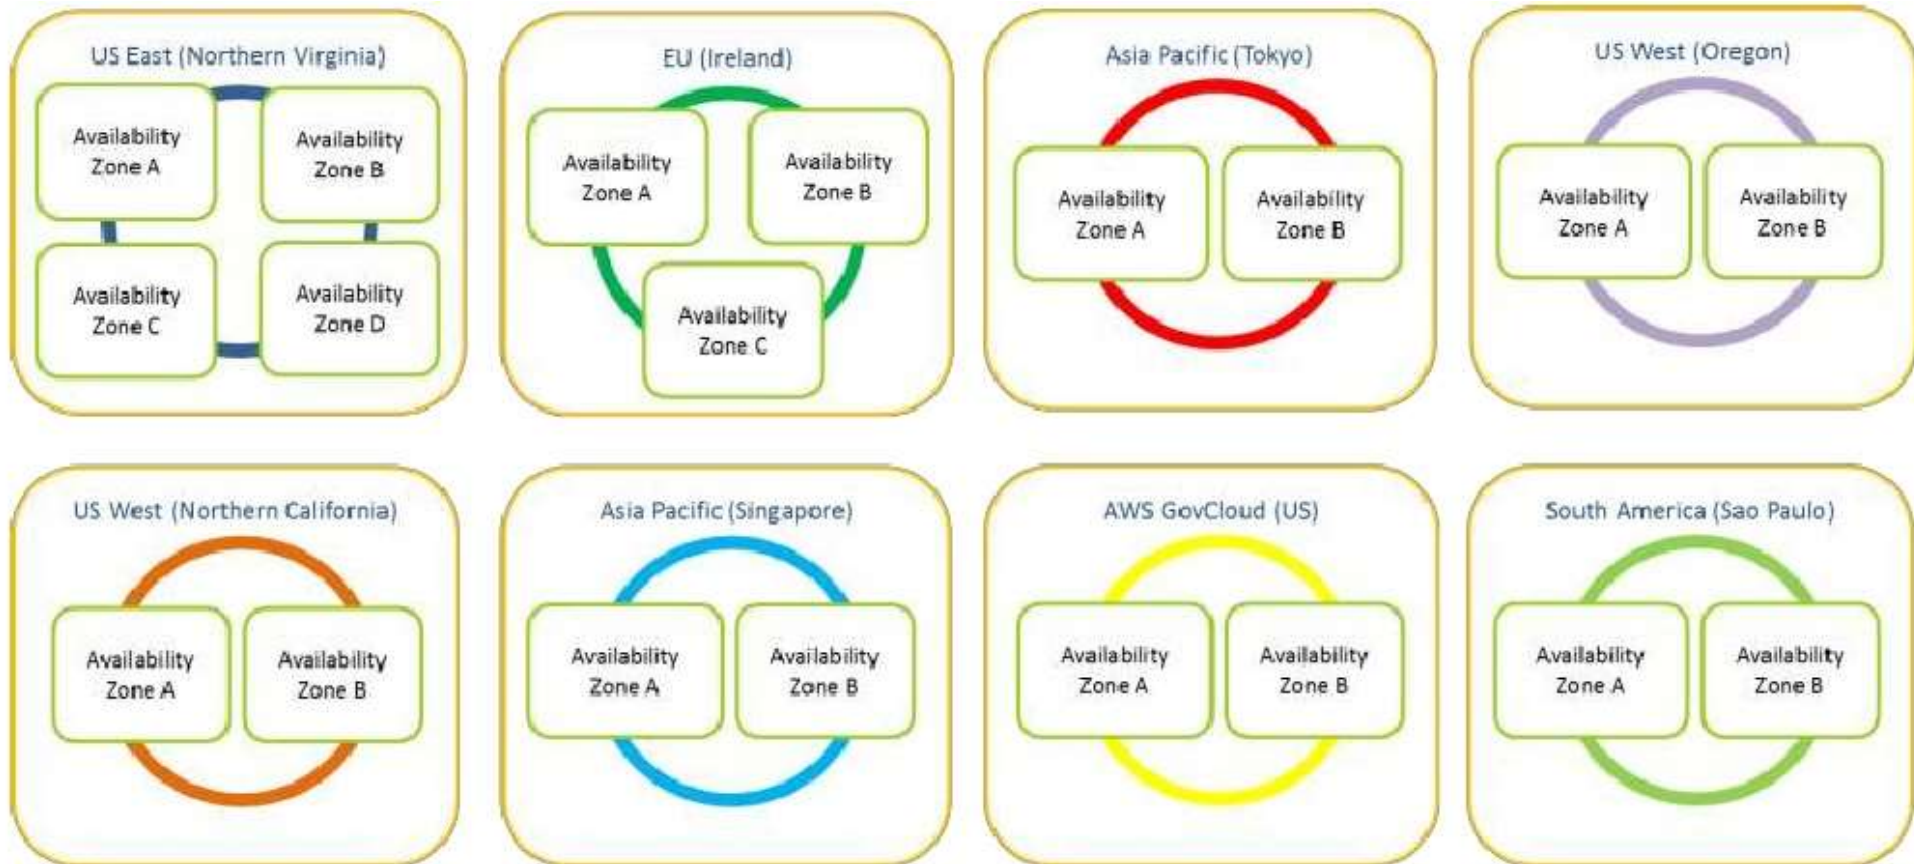 US East (Northern Virginia)
Availability
Zone A
Availability
Zone B
Availability
Zone C
Availability
Zone D
EU (Ireland)
Availability
Zone A
Availability
Zone B
Availability
Zone C
Asia Pacific (Tokyo)
Availability
Zone A
Availability
Zone B
US West (Oregon)
Availability
Zone A
Availability
Zone B
US West (Northern California)
Availability
Zone A
Availability
Zone B
Asia Pacific (Singapore)
Availability
Zone A
Availability
Zone B
AWS GovCloud (US)
Availability
Zone A
Availability
Zone B
South America (Sao Paulo)
Availability
Zone A
Availability
Zone B